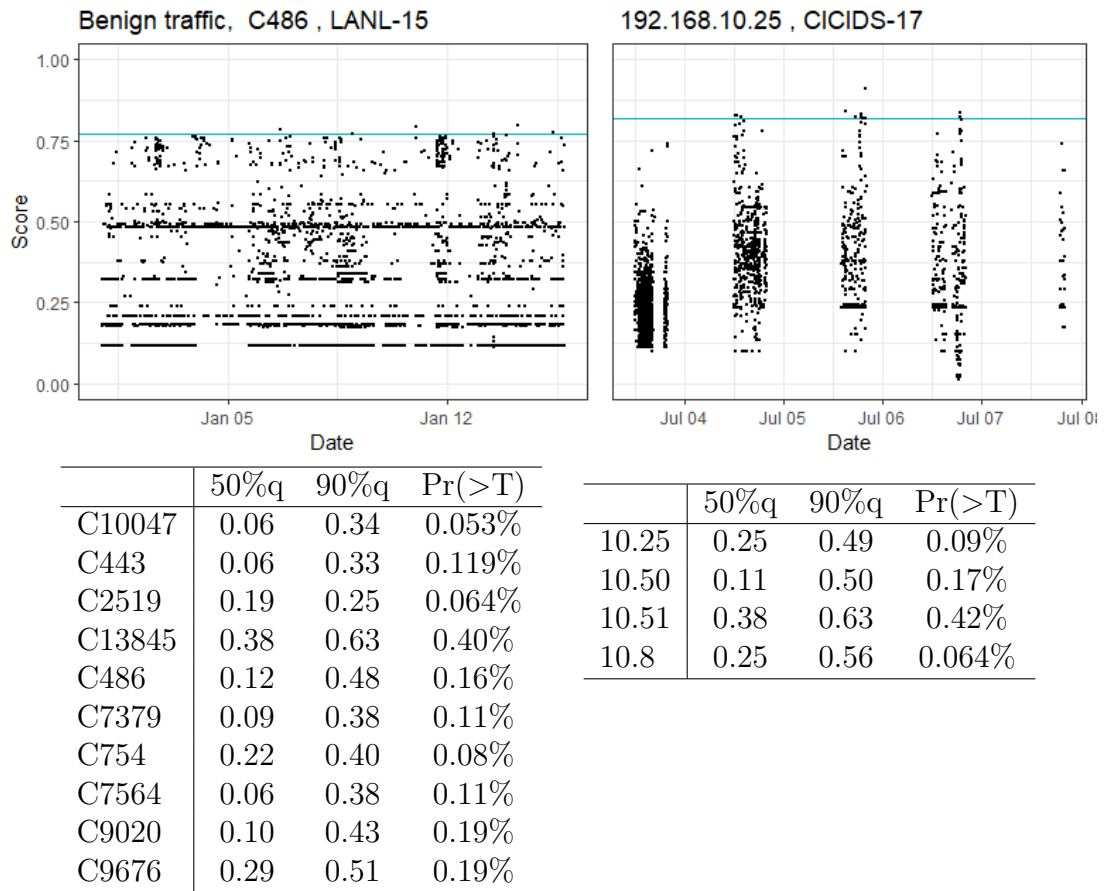 Benign traffic, C486 , LANL-15
192.168.10.25 , CICIDS-17
1.00
0.75
0.50
0.25
0.00
Score
Jan 05 Jan 12
Date
Jul 04 Jul 05 Jul 06 Jul 07 Jul 08
Date
50%q 90%q Pr(>T)
C10047 0.06 0.34 0.053%
C443 0.06 0.33 0.119%
C2519 0.19 0.25 0.064%
C13845 0.38 0.63 0.40%
C486 0.12 0.48 0.16%
C7379 0.09 0.38 0.11%
C754 0.22 0.40 0.08%
C7564 0.06 0.38 0.11%
C9020 0.10 0.43 0.19%
C9676 0.29 0.51 0.19%
50%q 90%q Pr(>T)
10.25 0.25 0.49 0.09%
10.50 0.11 0.50 0.17%
10.51 0.38 0.63 0.42%
10.8 0.25 0.56 0.064%